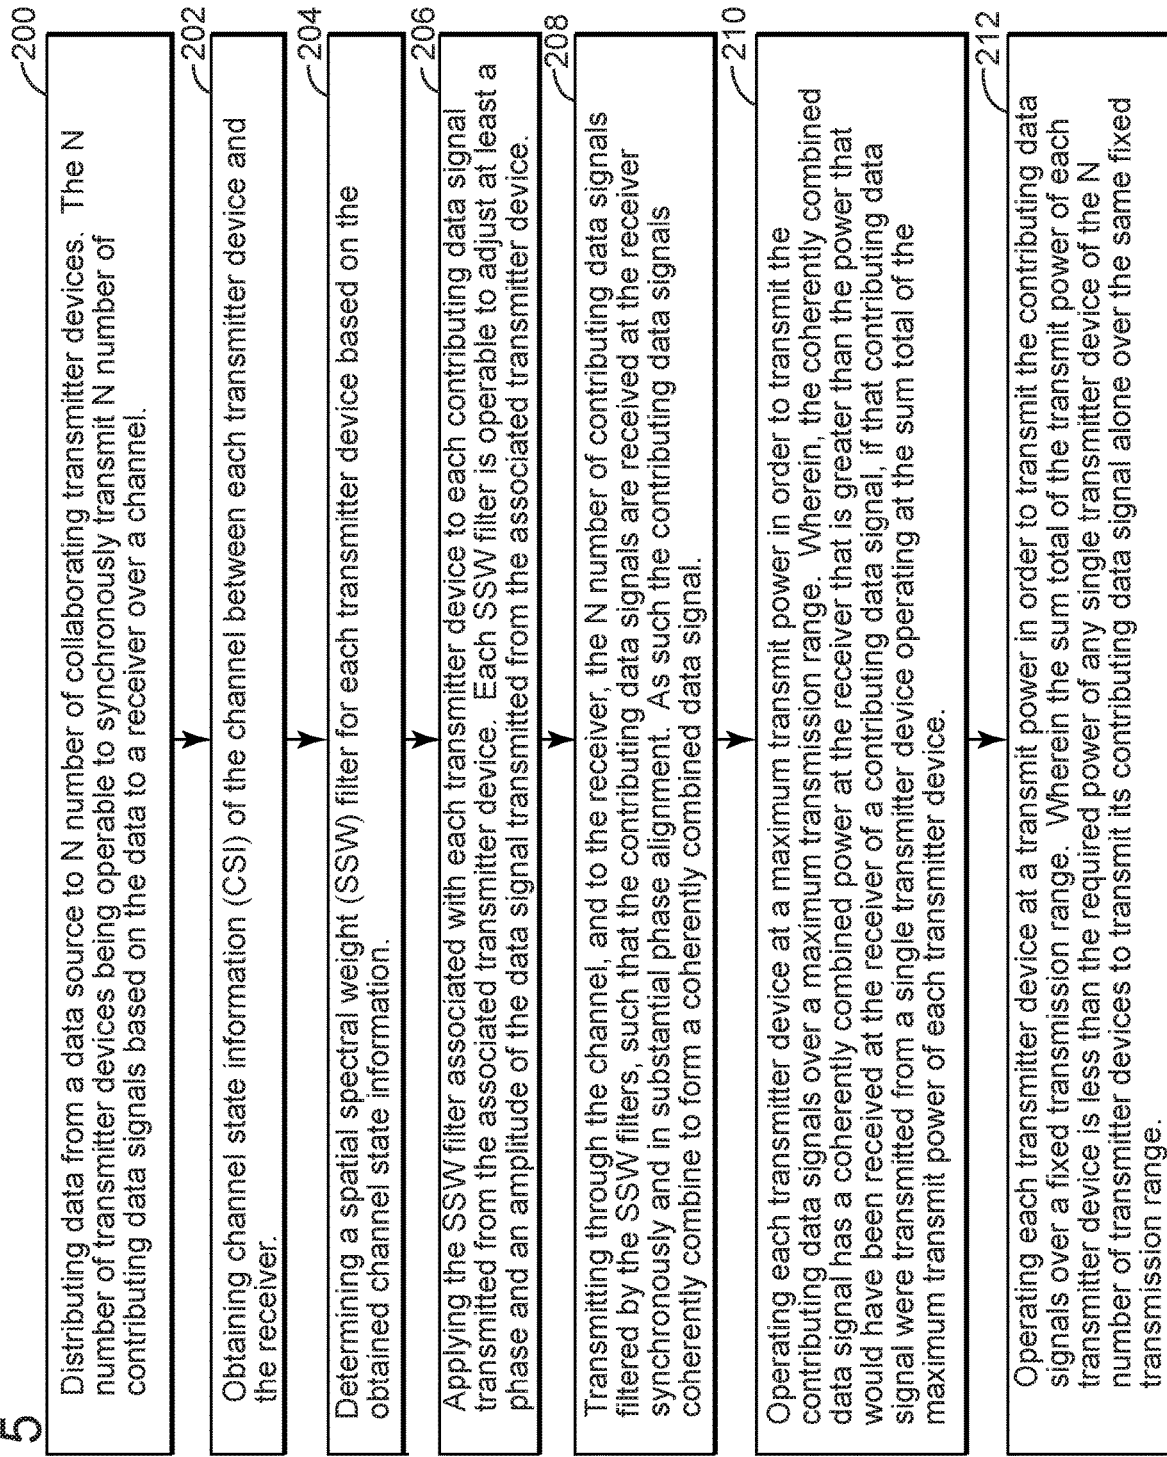 5
200
Distributing data from a data source to N number of collaborating transmitter devices. The N
number of transmitter devices being operable to synchronously transmit N number of
contributing data signals based on the data to a receiver over a channel.
202
Obtaining channel state information (CSI) of the channel between each transmitter device and
the receiver.
204
Determining a spatial spectral weight (SSW) filter for each transmitter device based on the
obtained channel state information.
206
Applying the SSW filter associated with each transmitter device to each contributing data signal
transmitted from the associated transmitter device. Each SSW filter is operable to adjust at least a
phase and an amplitude of the data signal transmitted from the associated transmitter device.
208
Transmitting through the channel, and to the receiver, the N number of contributing data signals
filtered by the SSW filters, such that the contributing data signals are received at the receiver
synchronously and in substantial phase alignment. As such the contributing data signals
coherently combine to form a coherently combined data signal.
210
Operating each transmitter device at a maximum transmit power in order to transmit the
contributing data signals over a maximum transmission range. Wherein, the coherently combined
data signal has a coherently combined power at the receiver that is greater than the power that
would have been received at the receiver of a contributing data signal, if that contributing data
signal were transmitted from a single transmitter device operating at the sum total of the
maximum transmit power of each transmitter device.
212
Operating each transmitter device at a transmit power in order to transmit the contributing data
signals over a fixed transmission range. Wherein the sum total of the transmit power of each
transmitter device is less than the required power of any single transmitter device of the N
number of transmitter devices to transmit its contributing data signal alone over the same fixed
transmission range.